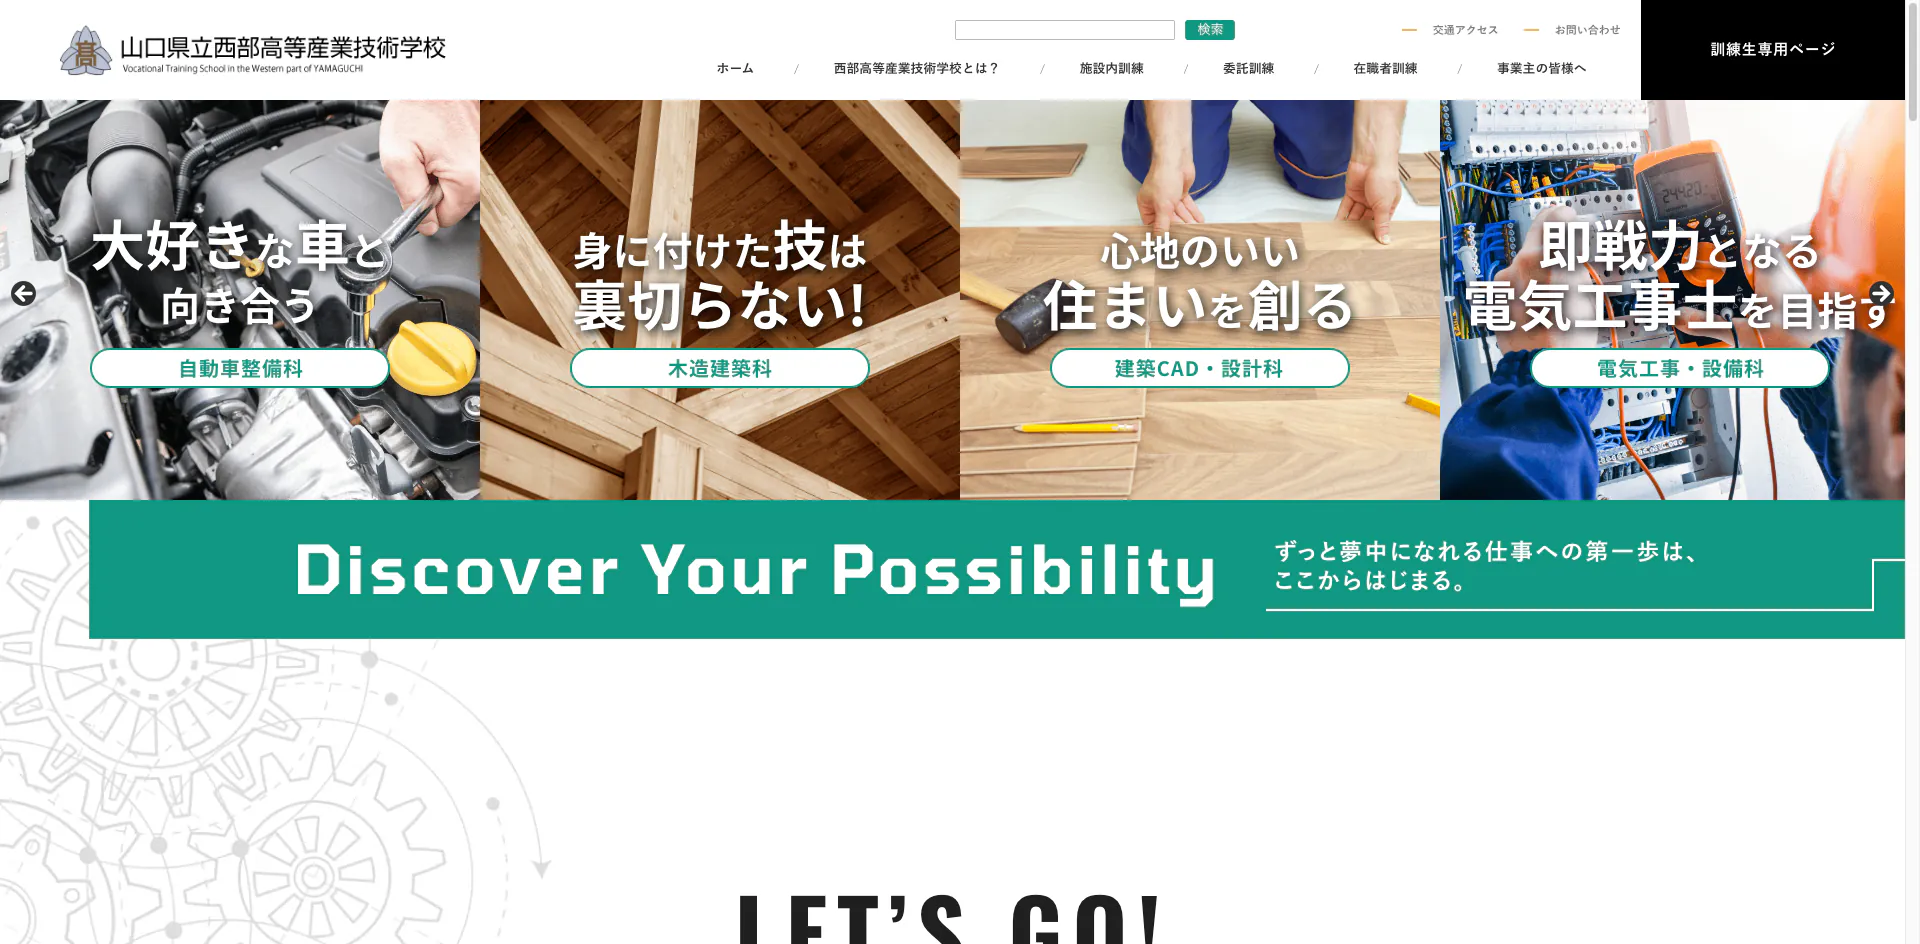 検索
交通アクセス
お問い合わせ
訓練生専用ページ
高
山口県立西部高等産業技術学校
Vocational Training School in the Western part of YAMAGUCHI
ホーム / 西部高等産業技術学校とは? / 施設内訓練 / 委託訓練 / 在職者訓練 / 事業主の皆様へ
大好きな車と
向き合う
自動車整備科
身に付けた技は
裏切らない!
木造建築科
心地のいい
住まいを創る
建築CAD・設計科
即戦力となる
電気工事士を目指す
電気工事・設備科
Discover Your Possibility
ずっと夢中になれる仕事への第一歩は、
ここからはじまる。
LET'S GO!